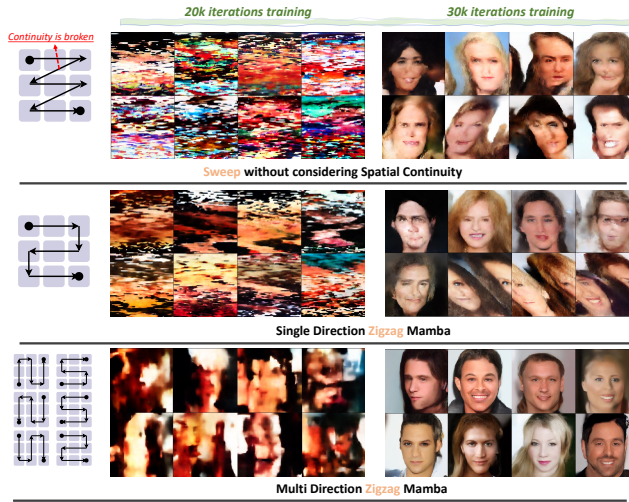 20k iterations training
30k iterations training
Continuity is broken
Sweep without considering Spatial Continuity
Single Direction Zigzag Mamba
Multi Direction Zigzag Mamba